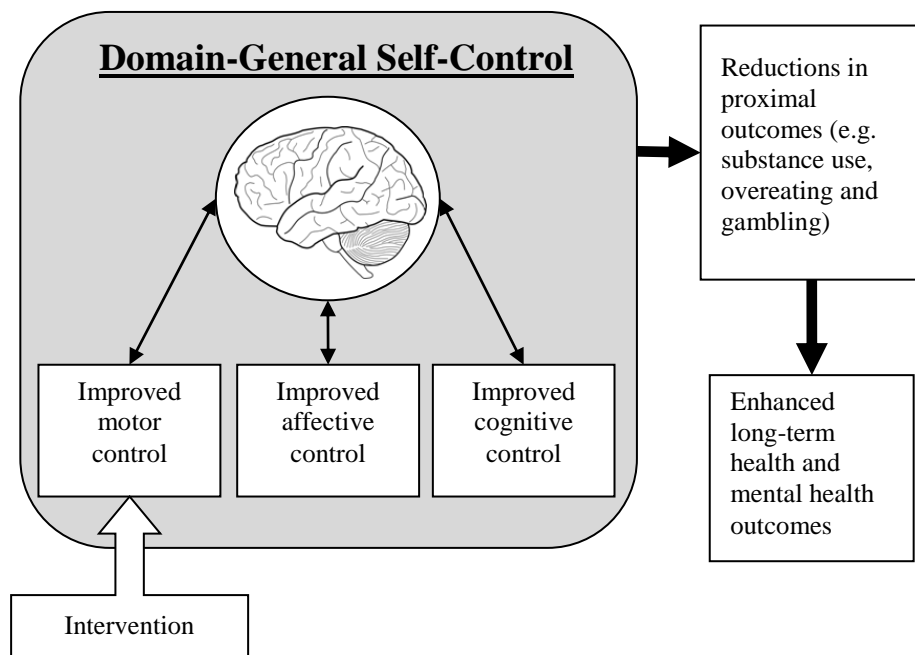 Domain-General Self-Control
Reductions in
proximal
outcomes (e.g.
substance use,
overeating and
gambling)
Improved
motor
control
Improved
affective
control
Improved
cognitive
control
Enhanced
long-term
health and
mental health
outcomes
Intervention